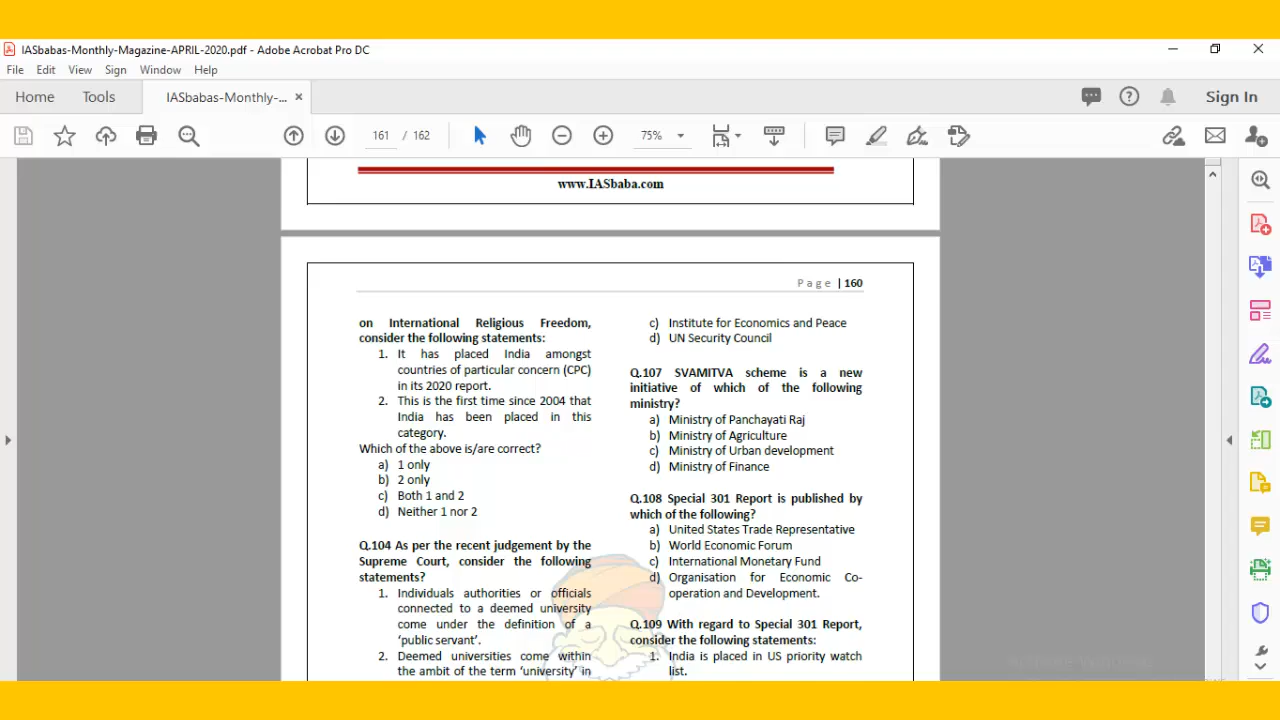 IASbabas-Monthly-Magazine-APRIL-2020.pdf - Adobe Acrobat Pro DC
File Edit View Sign Window Help
Home Tools IASbabas-Monthly-... ×
Sign In
161 / 162
75%
www.IASbaba.com
Page | 160
on International Religious Freedom,
consider the following statements:
1. It has placed India amongst
countries of particular concern (CPC)
in its 2020 report.
2. This is the first time since 2004 that
India has been placed in this
category.
Which of the above is/are correct?
a) 1 only
b) 2 only
c) Both 1 and 2
d) Neither 1 nor 2
Q.104 As per the recent judgement by the
Supreme Court, consider the following
statements?
1. Individuals authorities or officials
connected to a deemed university
come under the definition of a
‘public servant’.
2. Deemed universities come within
the ambit of the term ‘university’ in
c) Institute for Economics and Peace
d) UN Security Council
Q.107 SVAMITVA scheme is a new
initiative of which of the following
ministry?
a) Ministry of Panchayati Raj
b) Ministry of Agriculture
c) Ministry of Urban development
d) Ministry of Finance
Q.108 Special 301 Report is published by
which of the following?
a) United States Trade Representative
b) World Economic Forum
c) International Monetary Fund
d) Organisation for Economic Co-
operation and Development.
Q.109 With regard to Special 301 Report,
consider the following statements:
1. India is placed in US priority watch
list.